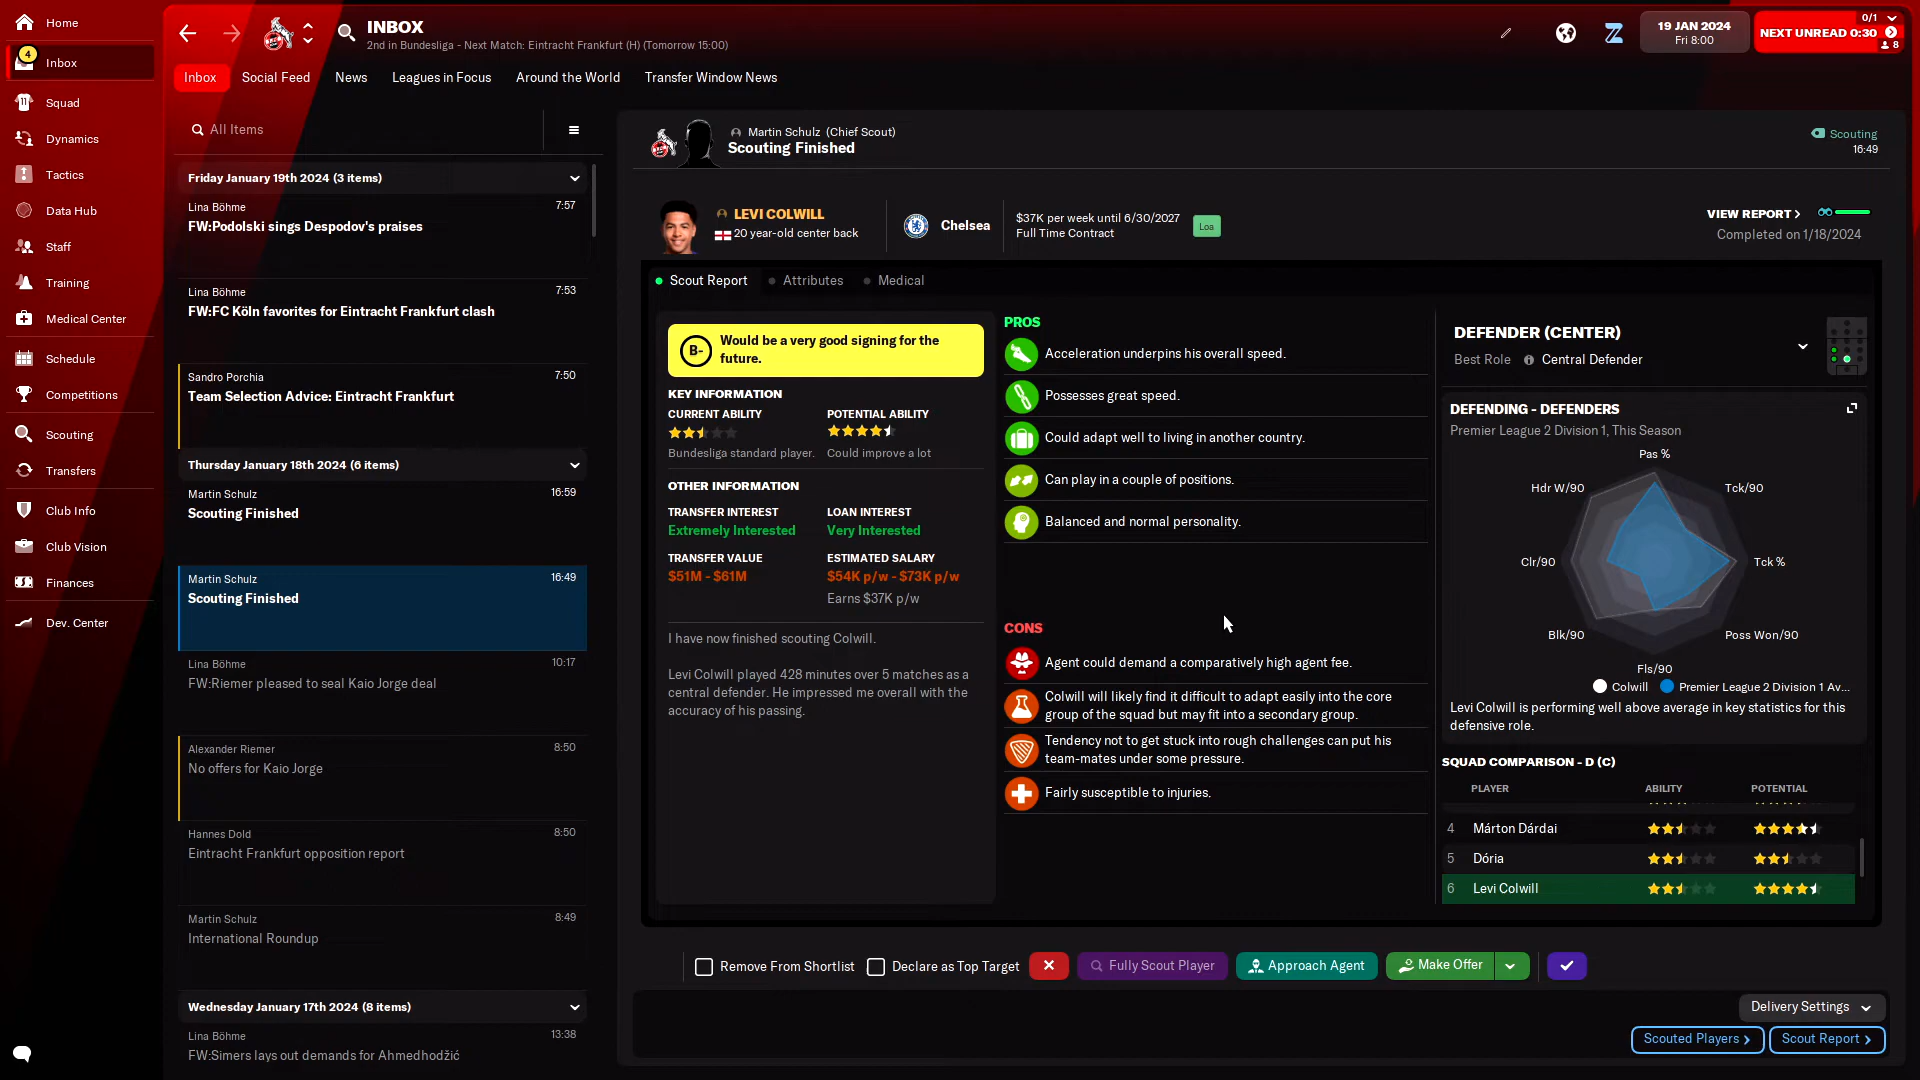 Home
4
Inbox
Squad
Dynamics
Tactics
Data Hub
Staff
Training
Medical Center
Schedule
Competitions
Scouting
Transfers
Club Info
Club Vision
Finances
Dev. Center
INBOX
2nd in Bundesliga - Next Match: Eintracht Frankfurt (H) (Tomorrow 15:00)
19 JAN 2024
Fri 8:00
0/1
NEXT UNREAD 0:30
8
Inbox
Social Feed
News
Leagues in Focus
Around the World
Transfer Window News
All Items
Friday January 19th 2024 (3 items)
Lina Böhme 7:57
FW:Podolski sings Despodov's praises
Lina Böhme 7:53
FW:FC Köln favorites for Eintracht Frankfurt clash
Sandro Porchia 7:50
Team Selection Advice: Eintracht Frankfurt
Thursday January 18th 2024 (6 items)
Martin Schulz 16:59
Scouting Finished
Martin Schulz 16:49
Scouting Finished
Lina Böhme 10:17
FW:Riemer pleased to seal Kaio Jorge deal
Alexander Riemer 8:50
No offers for Kaio Jorge
Hannes Dold 8:50
Eintracht Frankfurt opposition report
Martin Schulz 8:49
International Roundup
Wednesday January 17th 2024 (8 items)
Lina Böhme 13:38
FW:Simers lays out demands for Ahmedhodžić
Martin Schulz (Chief Scout)
Scouting Finished
Scouting
16:49
LEVI COLWILL
20 year-old center back
Chelsea
$37K per week until 6/30/2027
Full Time Contract
Loa
VIEW REPORT >
Completed on 1/18/2024
Scout Report
Attributes
Medical
B-
Would be a very good signing for the
future.
KEY INFORMATION
CURRENT ABILITY POTENTIAL ABILITY
Bundesliga standard player. Could improve a lot
OTHER INFORMATION
TRANSFER INTEREST LOAN INTEREST
Extremely Interested Very Interested
TRANSFER VALUE ESTIMATED SALARY
$51M - $61M $54K p/w - $73K p/w
Earns $37K p/w
I have now finished scouting Colwill.
Levi Colwill played 428 minutes over 5 matches as a
central defender. He impressed me overall with the
accuracy of his passing.
PROS
Acceleration underpins his overall speed.
Possesses great speed.
Could adapt well to living in another country.
Can play in a couple of positions.
Balanced and normal personality.
CONS
Agent could demand a comparatively high agent fee.
Colwill will likely find it difficult to adapt easily into the core
group of the squad but may fit into a secondary group.
Tendency not to get stuck into rough challenges can put his
team-mates under some pressure.
Fairly susceptible to injuries.
DEFENDER (CENTER)
Best Role Central Defender
DEFENDING - DEFENDERS
Premier League 2 Division 1, This Season
Pas %
Hdr W/90
Tck/90
Clr/90
Tck %
Blk/90
Poss Won/90
Fls/90
Colwill
Premier League 2 Division 1 Av...
Levi Colwill is performing well above average in key statistics for this
defensive role.
SQUAD COMPARISON - D (C)
PLAYER ABILITY POTENTIAL
4 Márton Dárdai
5 Dória
6 Levi Colwill
Remove From Shortlist
Declare as Top Target
Fully Scout Player
Approach Agent
Make Offer
Delivery Settings
Scouted Players >
Scout Report >